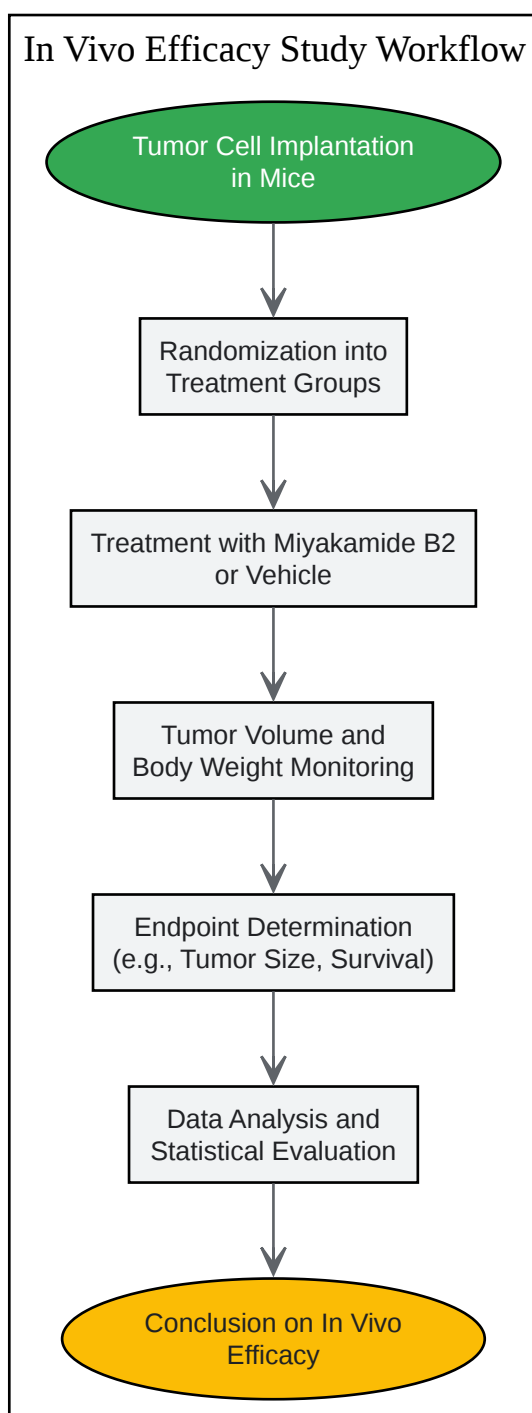 In Vivo Efficacy Study Workflow
Tumor Cell Implantation
in Mice
Randomization into
Treatment Groups
Treatment with Miyakamide B2
or Vehicle
Tumor Volume and
Body Weight Monitoring
Endpoint Determination
(e.g., Tumor Size, Survival)
Data Analysis and
Statistical Evaluation
Conclusion on In Vivo
Efficacy